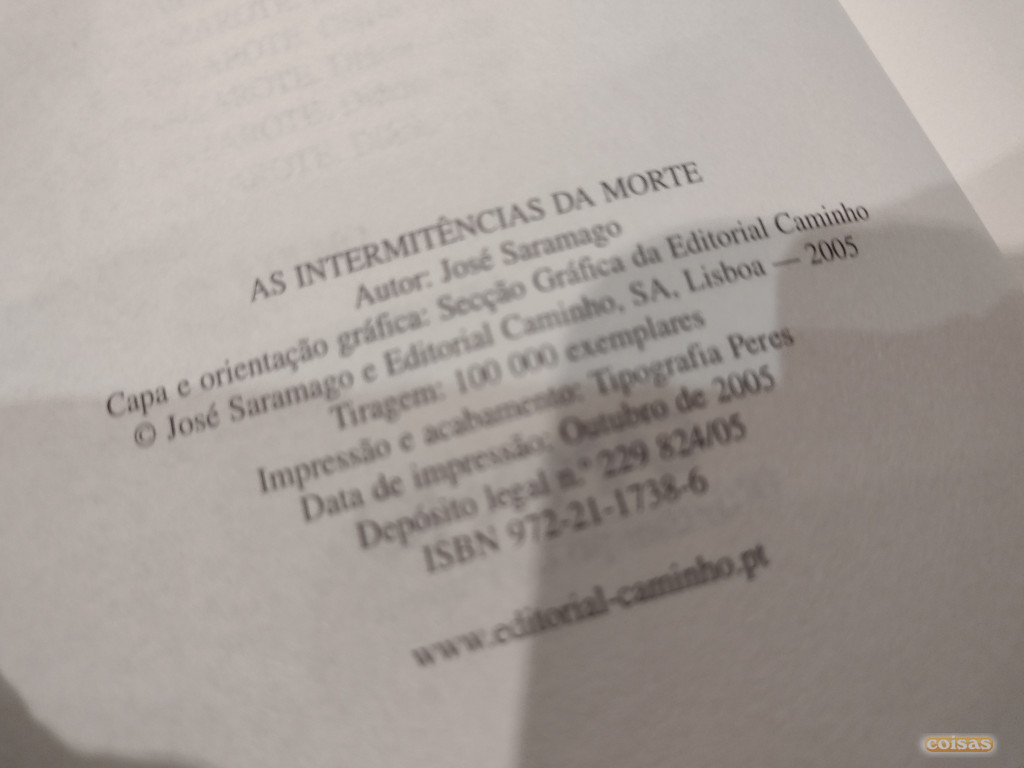 AS INTERMITÊNCIAS DA MORTE
Autor: José Saramago
Capa e orientação gráfica: Secção Gráfica da Editorial Caminho
© José Saramago e Editorial Caminho, SA, Lisboa — 2005
Tiragem: 100 000 exemplares
Impressão e acabamento: Tipografia Peres
Data de impressão: Outubro de 2005
Depósito legal n.º 229 824/05
ISBN 972-21-1738-6
www.editorial-caminho.pt
coisas